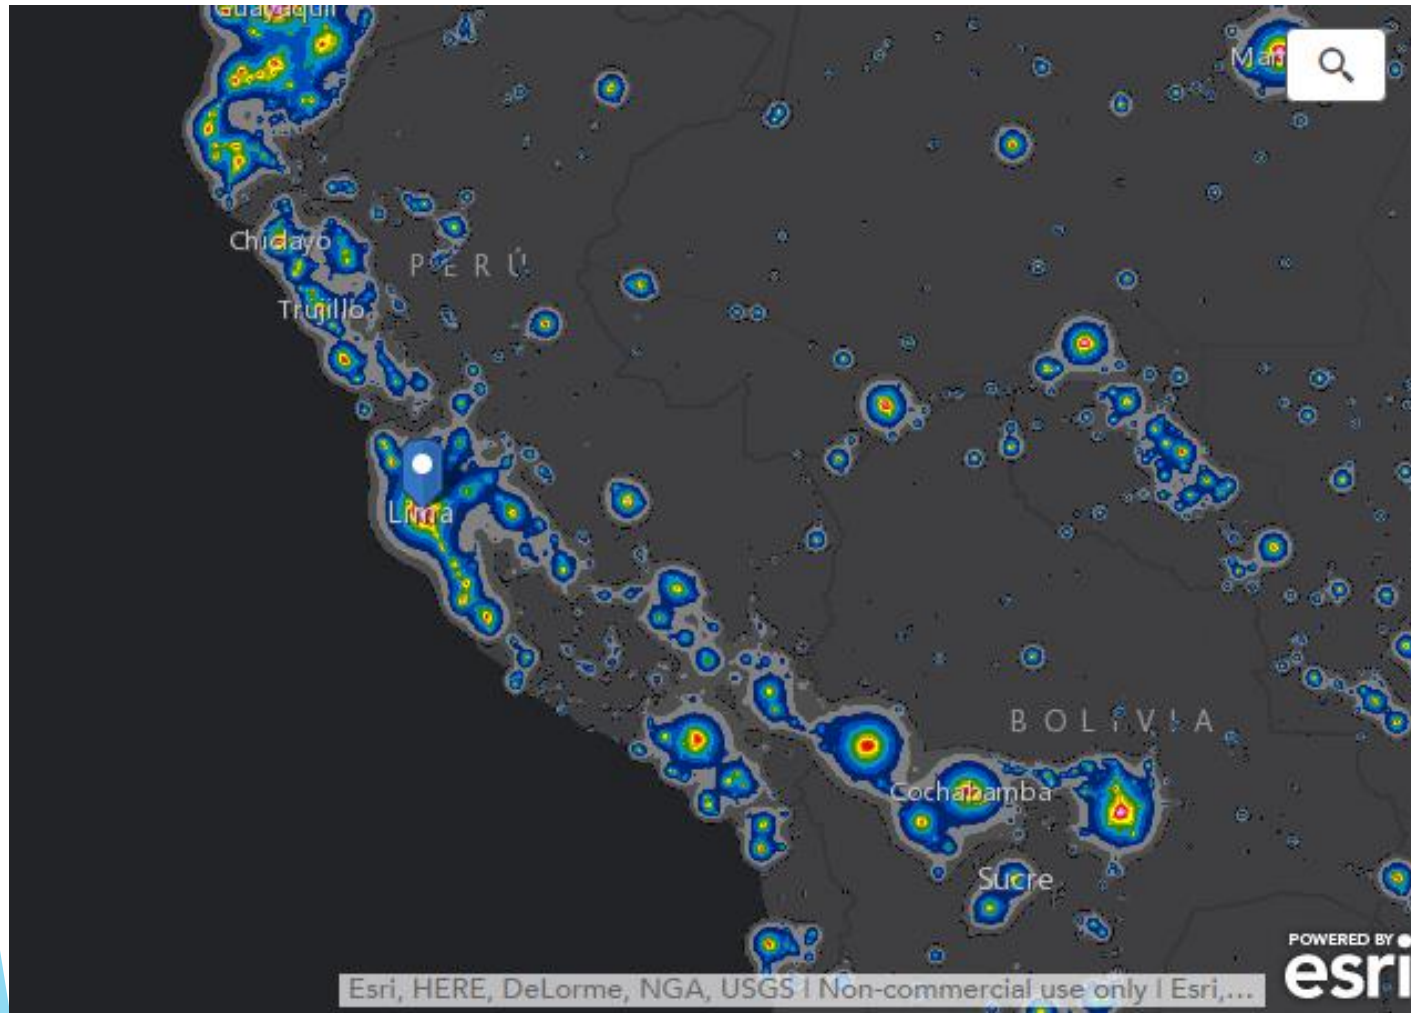 Guayaquil
Chiclayo
PERÚ
Trujillo
Lima
BOLIVIA
Cochabamba
Sucre
POWERED BY
esri
Esri, HERE, DeLorme, NGA, USGS | Non-commercial use only | Esri,...